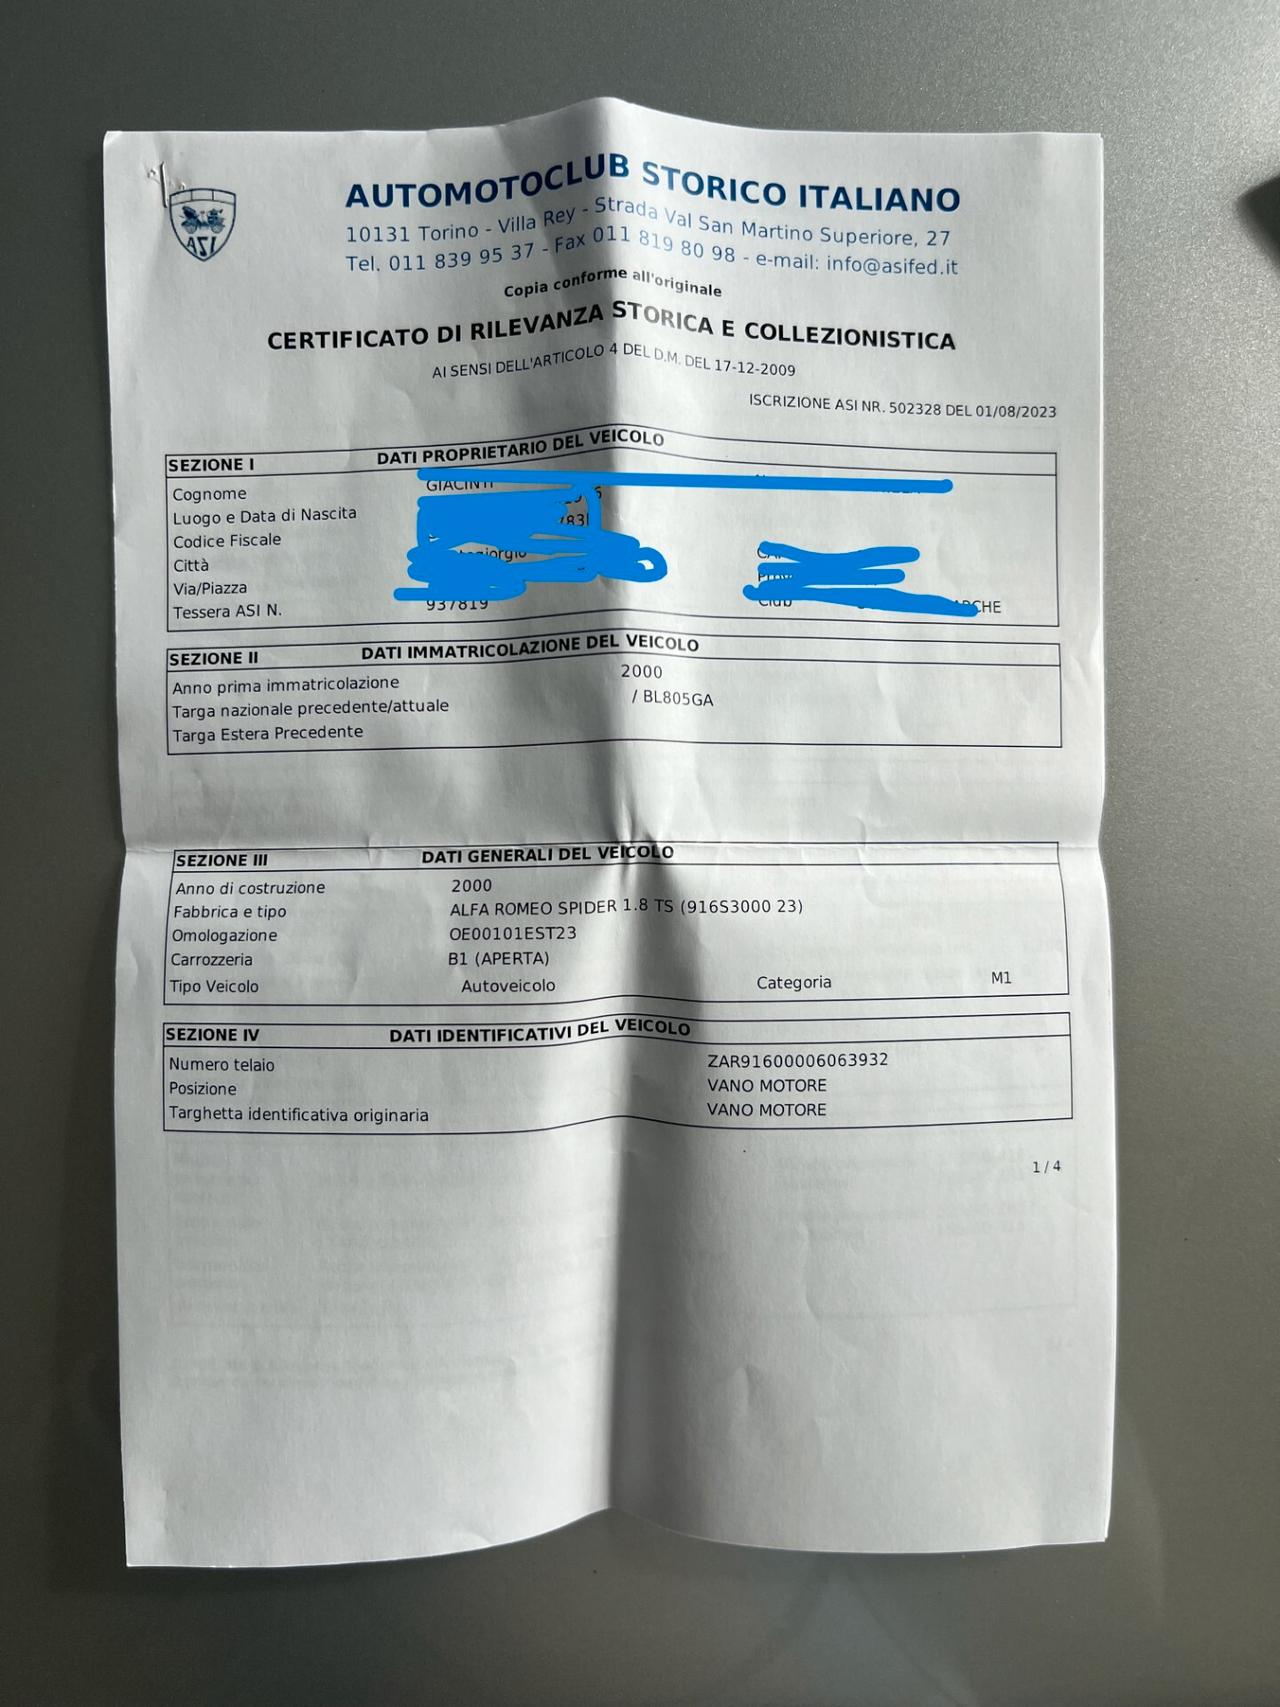 ASI
AUTOMOTOCLUB STORICO ITALIANO
10131 Torino - Villa Rey - Strada Val San Martino Superiore, 27
Tel. 011 839 95 37 - Fax 011 819 80 98 - e-mail: info@asifed.it
Copia conforme all'originale
CERTIFICATO DI RILEVANZA STORICA E COLLEZIONISTICA
AI SENSI DELL'ARTICOLO 4 DEL D.M. DEL 17-12-2009
ISCRIZIONE ASI NR. 502328 DEL 01/08/2023
SEZIONE I DATI PROPRIETARIO DEL VEICOLO
Cognome
Luogo e Data di Nascita
Codice Fiscale
Città
Via/Piazza
Tessera ASI N. Club
SEZIONE II DATI IMMATRICOLAZIONE DEL VEICOLO
Anno prima immatricolazione 2000
Targa nazionale precedente/attuale / BL805GA
Targa Estera Precedente
SEZIONE III DATI GENERALI DEL VEICOLO
Anno di costruzione 2000
Fabbrica e tipo ALFA ROMEO SPIDER 1.8 TS (916S3000 23)
Omologazione OE00101EST23
Carrozzeria B1 (APERTA)
Tipo Veicolo Autoveicolo Categoria M1
SEZIONE IV DATI IDENTIFICATIVI DEL VEICOLO
Numero telaio ZAR91600006063932
Posizione VANO MOTORE
Targhetta identificativa originaria VANO MOTORE
1 / 4